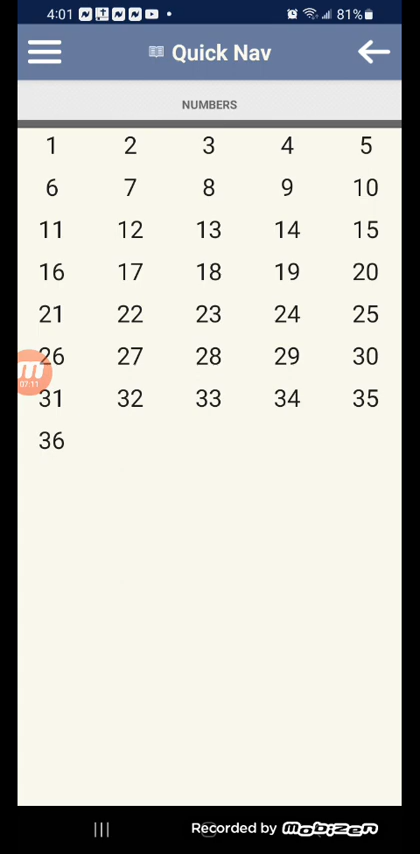 4:01 81%
Quick Nav
NUMBERS
1 2 3 4 5
6 7 8 9 10
11 12 13 14 15
16 17 18 19 20
21 22 23 24 25
26 27 28 29 30
07:11
31 32 33 34 35
36
Recorded by mobizen